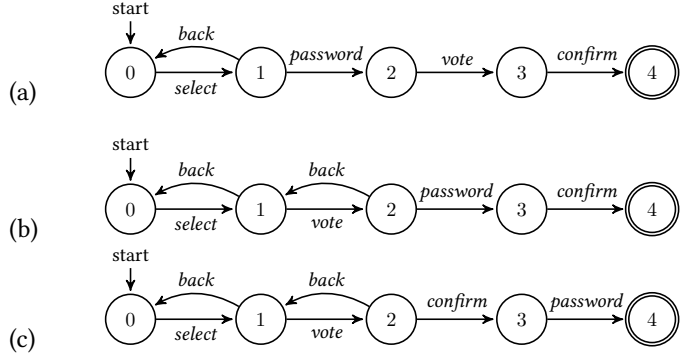 start
back
password
vote
confirm
(a)
0
1
2
3
4
select
start
back
back
password
confirm
(b)
0
1
2
3
4
select
vote
start
back
back
confirm
password
(c)
0
1
2
3
4
select
vote